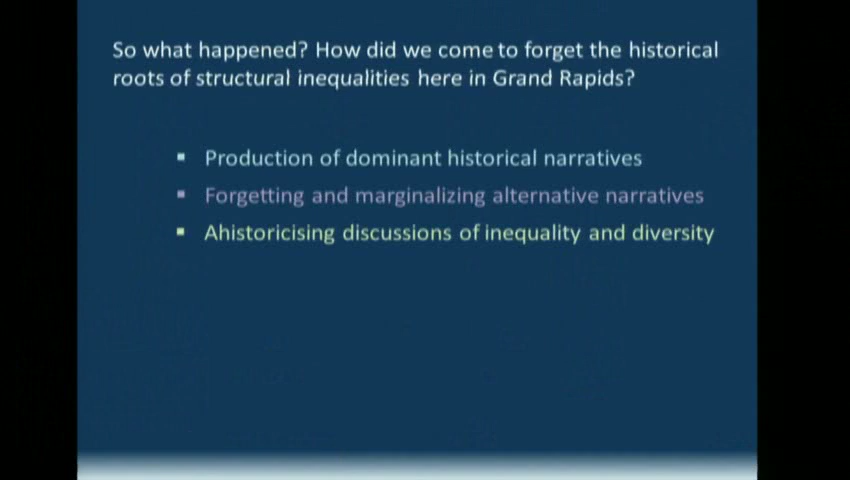 So what happened? How did we come to forget the historical
roots of structural inequalities here in Grand Rapids?
▪ Production of dominant historical narratives
▪ Forgetting and marginalizing alternative narratives
▪ Ahistoricising discussions of inequality and diversity